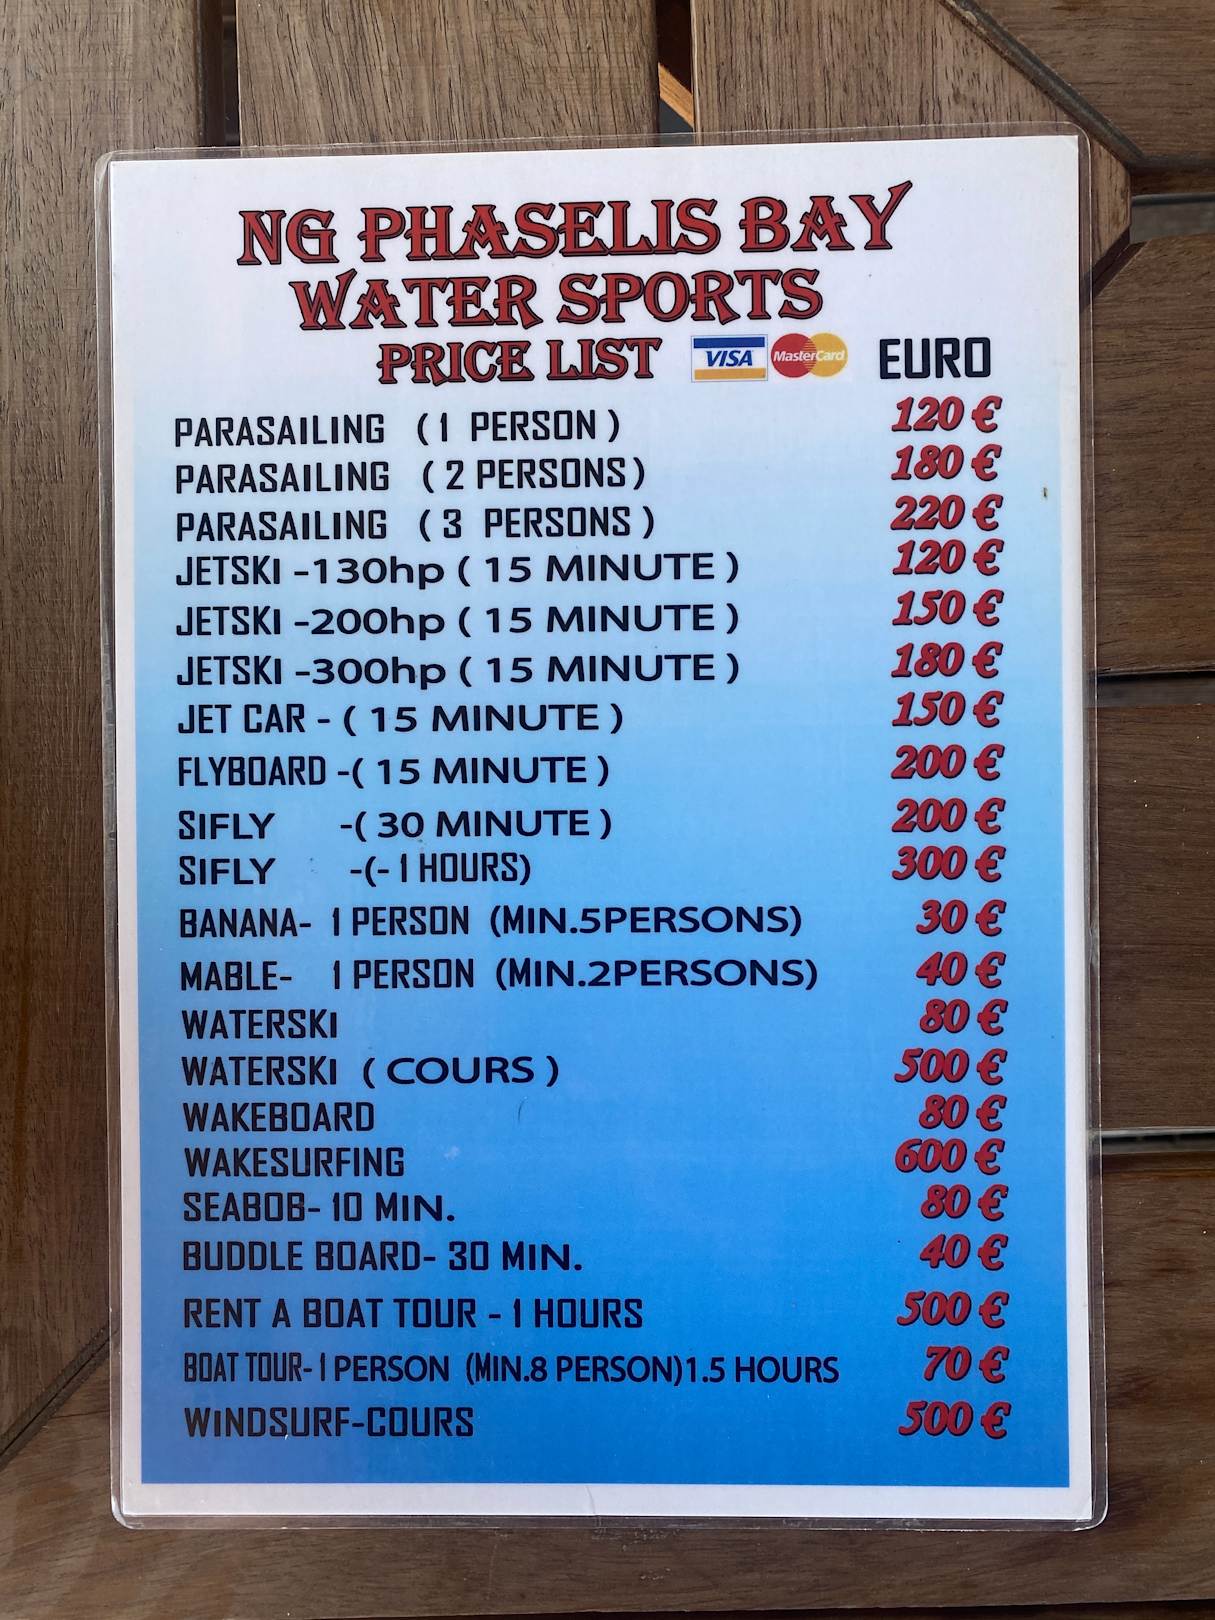 NG PHASELIS BAY
WATER SPORTS
PRICE LIST VISA MasterCard EURO
PARASAILING (1 PERSON) 120 €
PARASAILING (2 PERSONS) 180 €
PARASAILING (3 PERSONS) 220 €
JETSKI -130hp (15 MINUTE) 120 €
JETSKI -200hp (15 MINUTE) 150 €
JETSKI -300hp (15 MINUTE) 180 €
JET CAR - (15 MINUTE) 150 €
FLYBOARD -(15 MINUTE) 200 €
SIFLY -(30 MINUTE) 200 €
SIFLY -(- 1 HOURS) 300 €
BANANA- 1 PERSON (MIN.5PERSONS) 30 €
MABLE- 1 PERSON (MIN.2PERSONS) 40 €
WATERSKI 80 €
WATERSKI (COURS) 500 €
WAKEBOARD 80 €
WAKESURFING 600 €
SEABOB- 10 MIN. 80 €
BUDDLE BOARD- 30 MIN. 40 €
RENT A BOAT TOUR - 1 HOURS 500 €
BOAT TOUR- 1 PERSON (MIN.8 PERSON)1.5 HOURS 70 €
WINDSURF-COURS 500 €